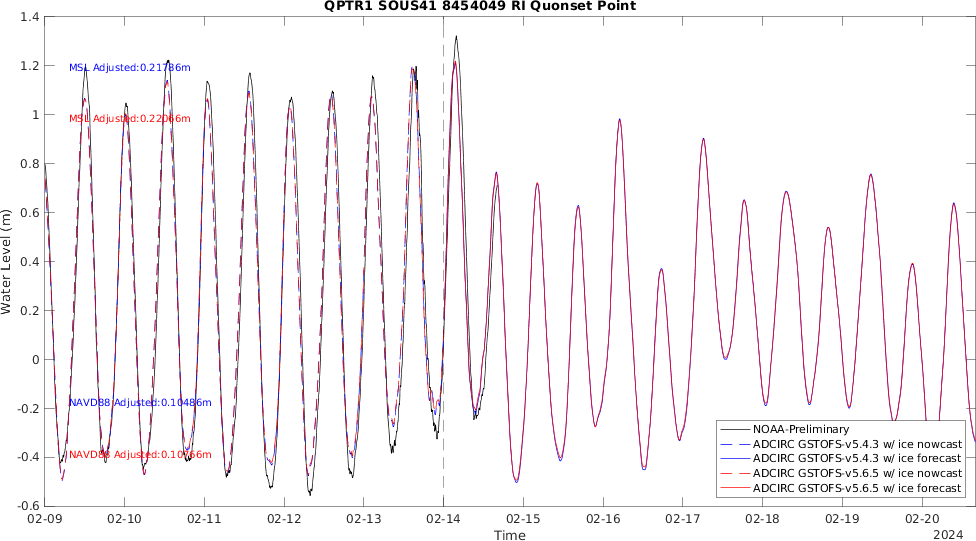 QPTR1 SOUS41 8454049 RI Quonset Point
1.4
1.2
1
0.8
0.6
0.4
0.2
0
-0.2
-0.4
-0.6
Water Level (m)
MSL Adjusted:0.21786m
MSL Adjusted:0.22066m
NAVD88 Adjusted:0.10486m
NAVD88 Adjusted:0.10766m
NOAA-Preliminary
ADCIRC GSTOFS-v5.4.3 w/ ice nowcast
ADCIRC GSTOFS-v5.4.3 w/ ice forecast
ADCIRC GSTOFS-v5.6.5 w/ ice nowcast
ADCIRC GSTOFS-v5.6.5 w/ ice forecast
02-09 02-10 02-11 02-12 02-13 02-14 02-15 02-16 02-17 02-18 02-19 02-20
Time
2024